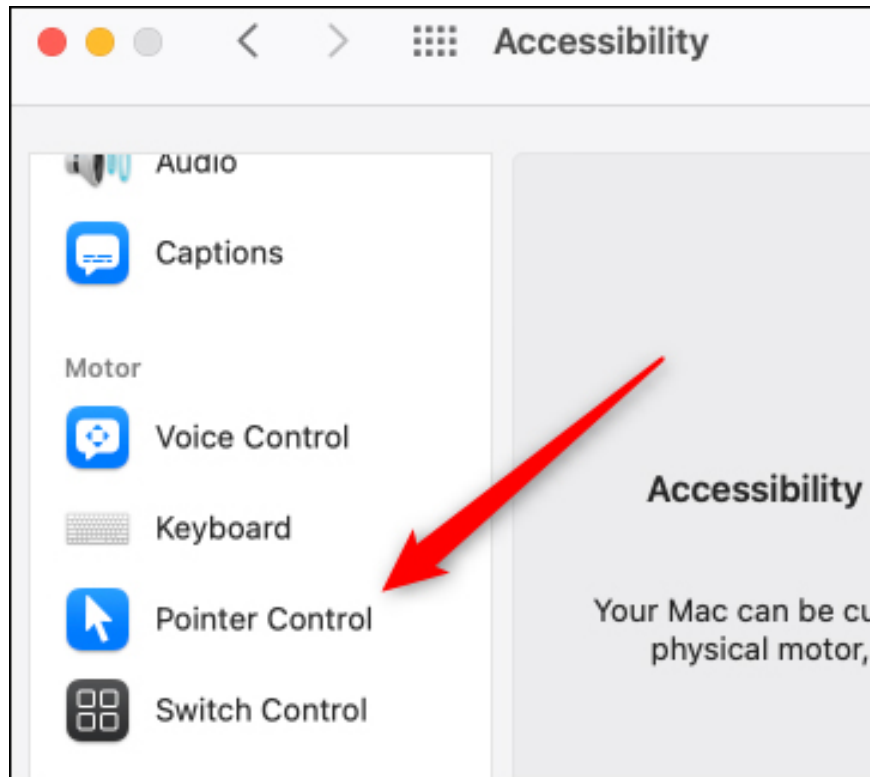 Accessibility
Audio
Captions
Motor
Voice Control
Keyboard
Pointer Control
Switch Control
Accessibility
Your Mac can be cu
physical motor,